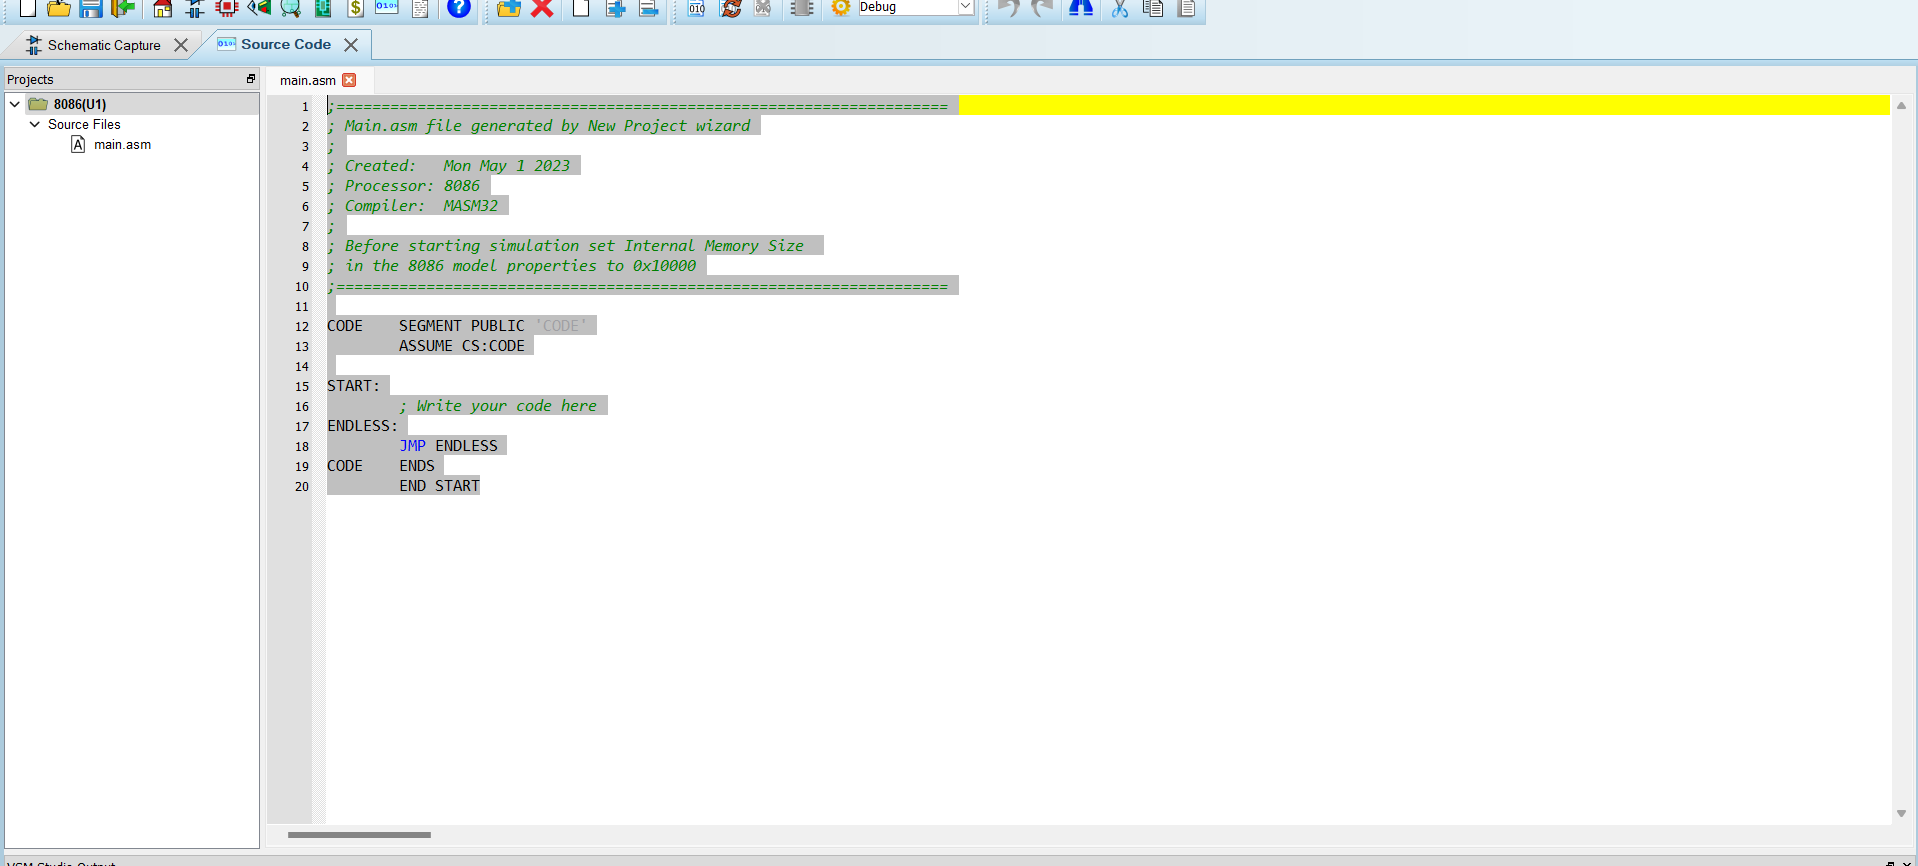 Debug
Schematic Capture
Source Code
Projects
main.asm
8086(U1)
Source Files
main.asm
1 ;====================================================================
2 ; Main.asm file generated by New Project wizard
3 ;
4 ; Created:   Mon May 1 2023
5 ; Processor: 8086
6 ; Compiler:  MASM32
7 ;
8 ; Before starting simulation set Internal Memory Size
9 ; in the 8086 model properties to 0x10000
10 ;====================================================================
11
12 CODE    SEGMENT PUBLIC 'CODE'
13         ASSUME CS:CODE
14
15 START:
16         ; Write your code here
17 ENDLESS:
18         JMP ENDLESS
19 CODE    ENDS
20         END START
VSM Studio Output